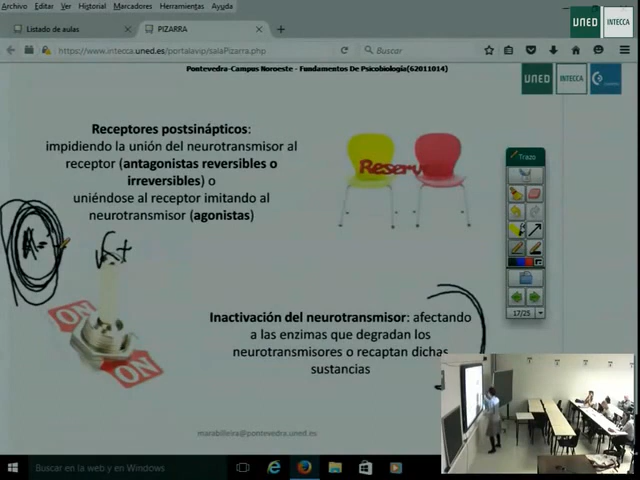 Archivo Editar Ver Historial Marcadores Herramientas Ayuda
Listado de aulas
PIZARRA
https://www.intecca.uned.es/portalavip/salaPizarra.php
Buscar
UNED
INTECCA
Pontevedra-Campus Noroeste - Fundamentos De Psicobiología(62011014)
UNED
INTECCA
Receptores postsinápticos:
impidiendo la unión del neurotransmisor al
receptor (antagonistas reversibles o
irreversibles) o
uniéndose al receptor imitando al
neurotransmisor (agonistas)
Trazo
ON
ON
Inactivación del neurotransmisor: afectando
a las enzimas que degradan los
neurotransmisores o recaptan dichas
sustancias
17/25
marabilleira@pontevedra.uned.es
Buscar en la web y en Windows